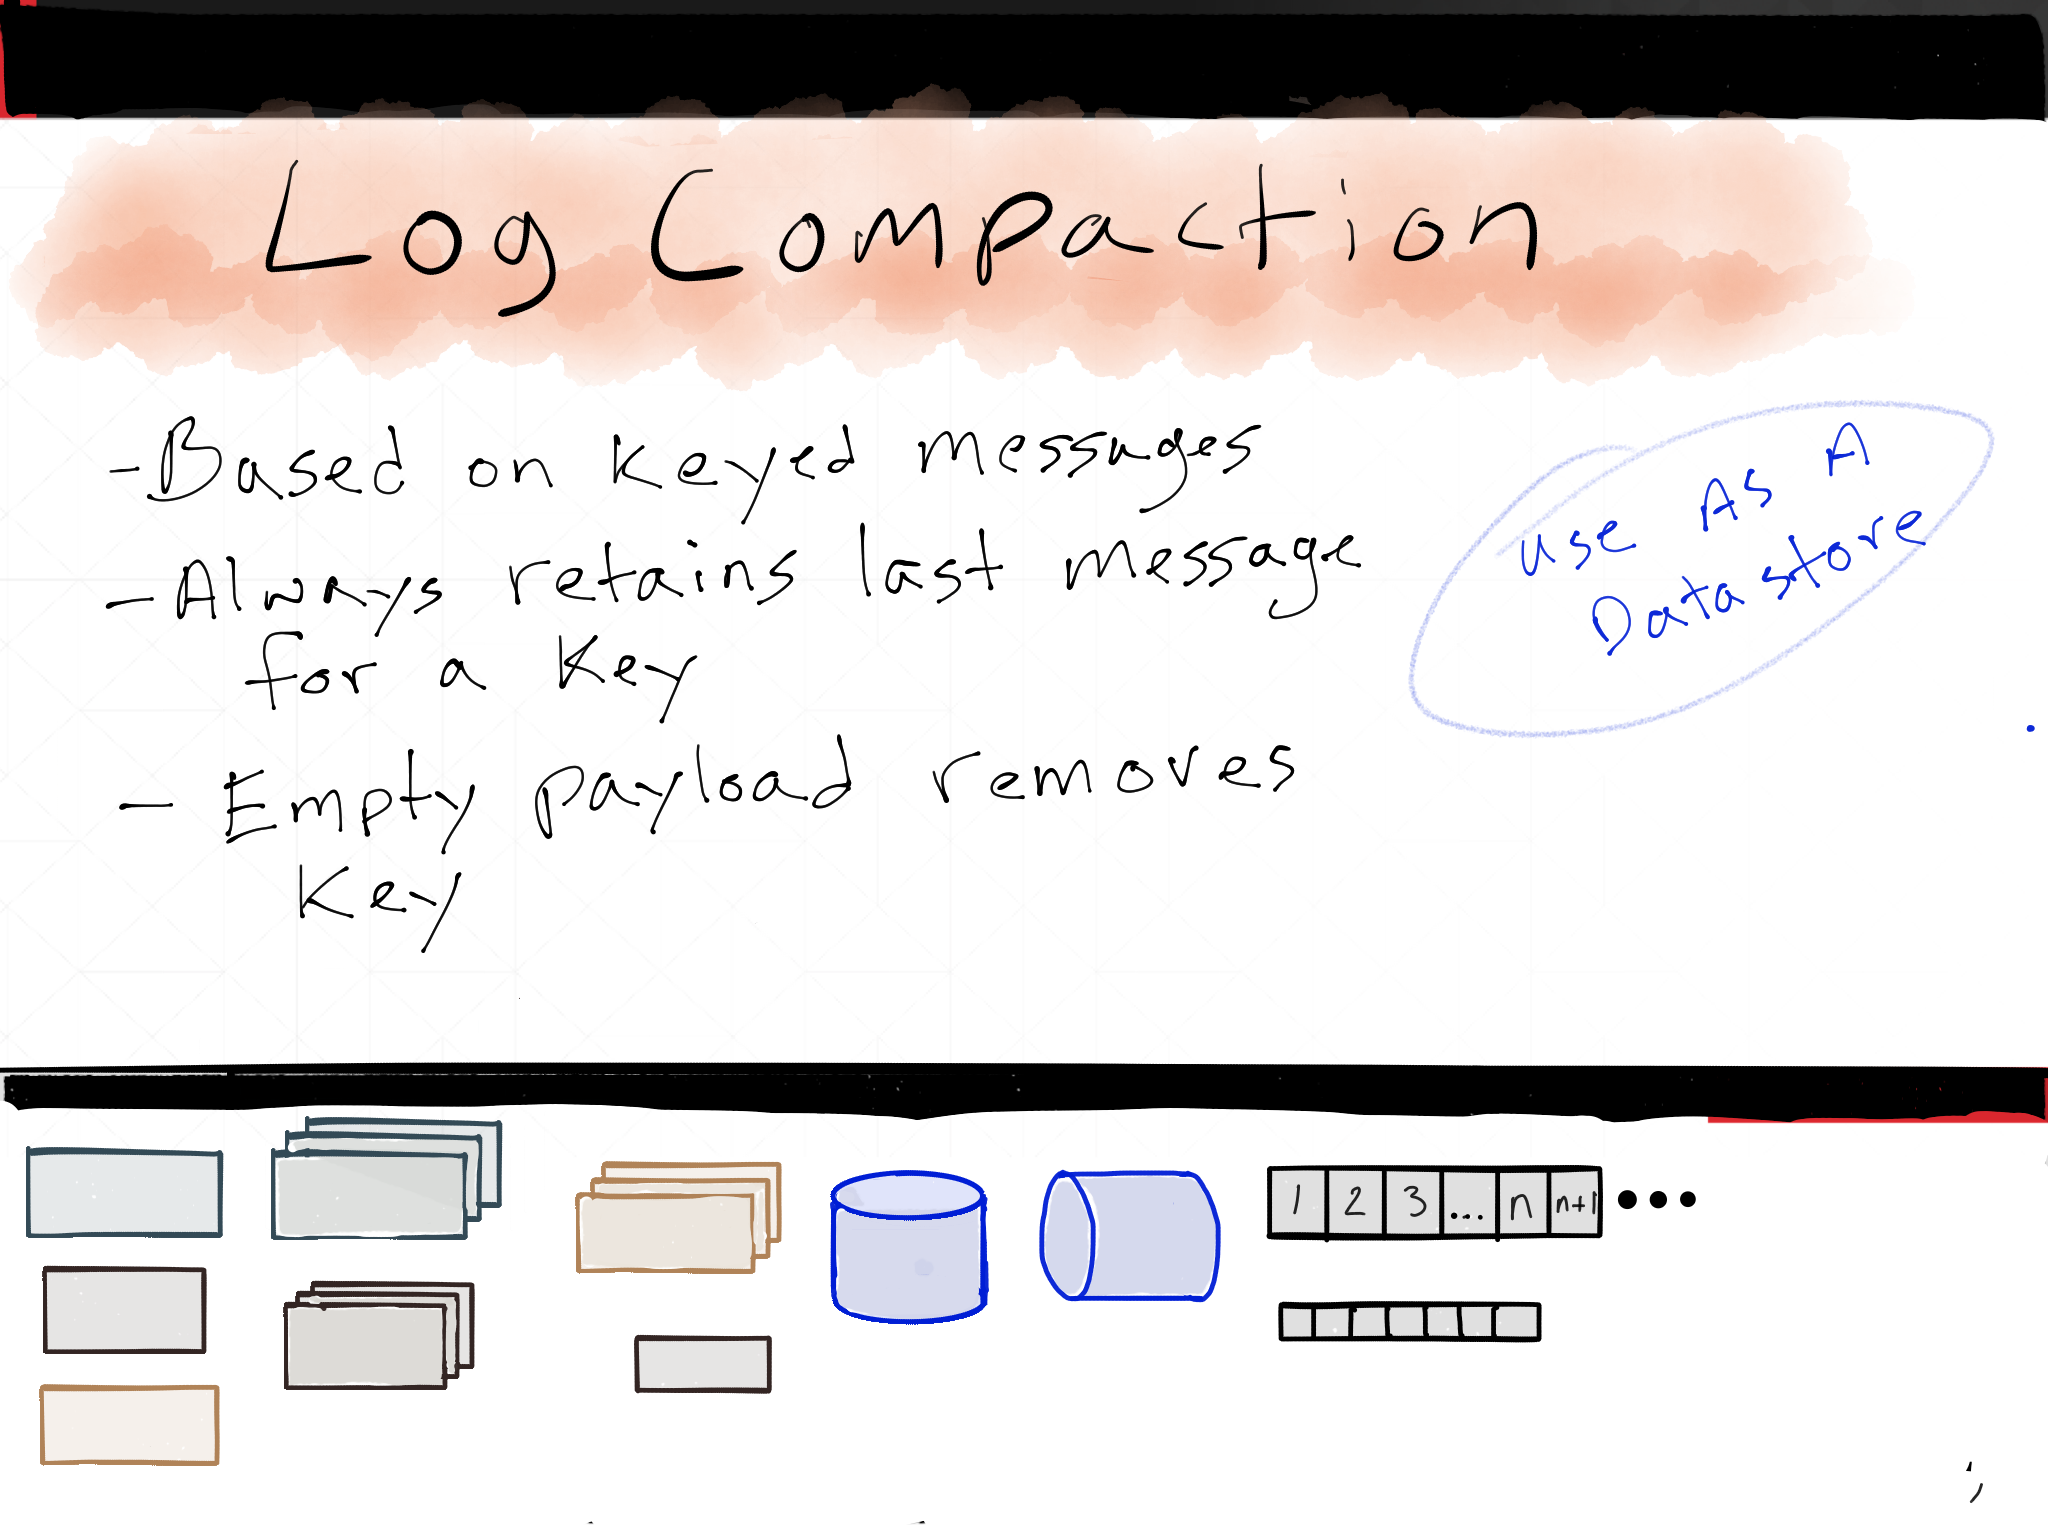 Log Compaction
-Based on keyed messages
- Always retains last message
for a key
- Empty payload removes
key
use As A
Data store
1 2 3 ... n n+1 •••